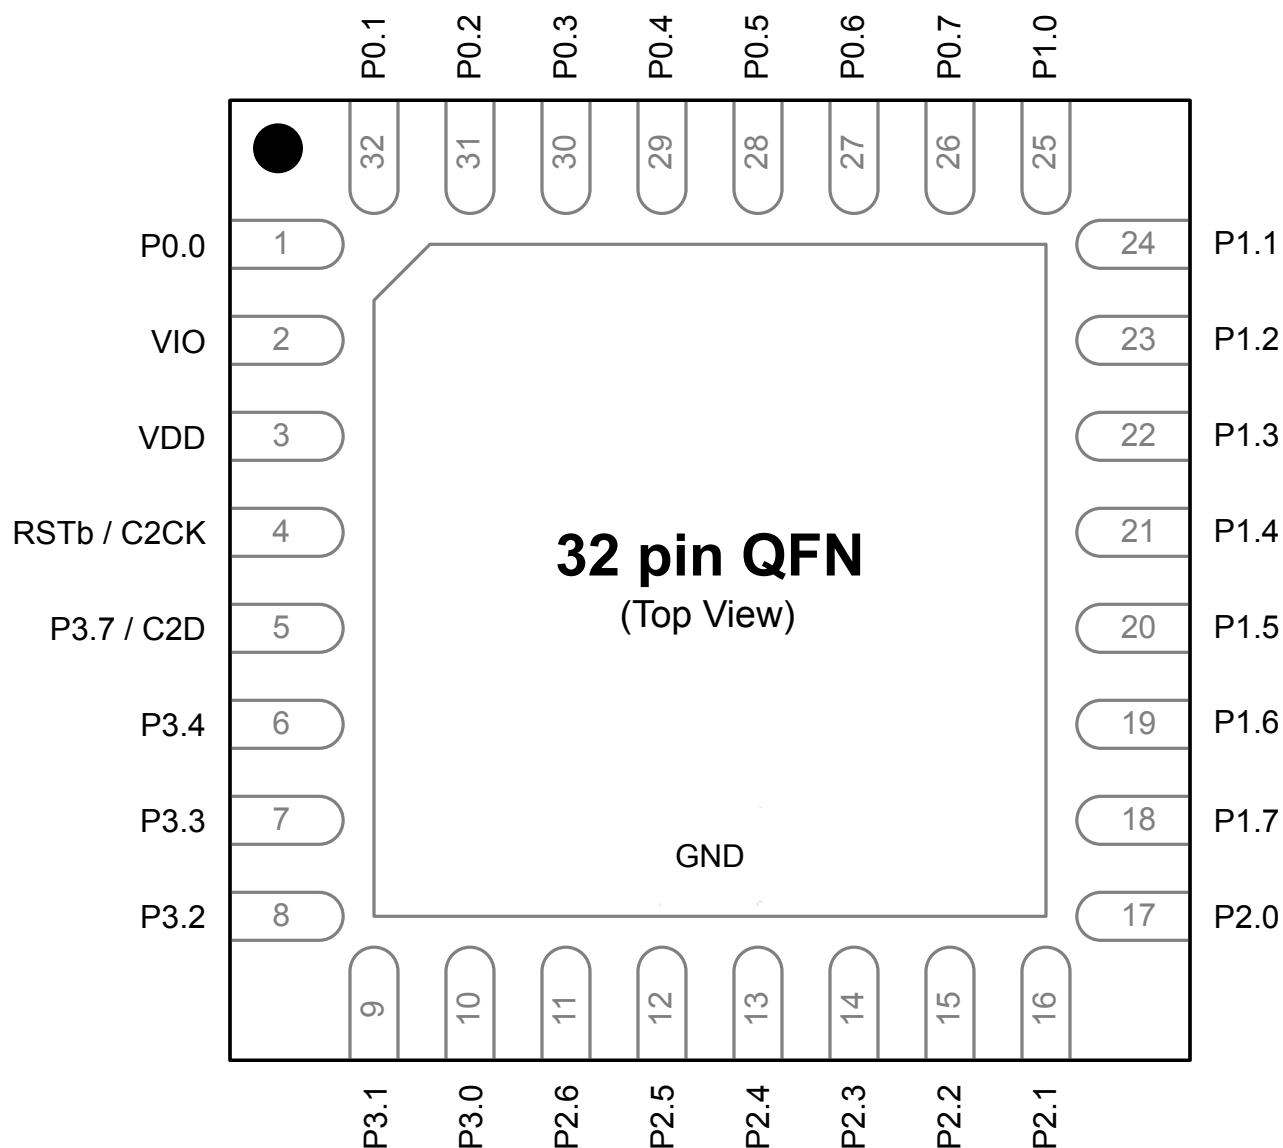 P0.1 P0.2 P0.3 P0.4 P0.5 P0.6 P0.7 P1.0
32 31 30 29 28 27 26 25
P0.0 1 24 P1.1
VIO 2 23 P1.2
VDD 3 22 P1.3
RSTb / C2CK 4 21 P1.4
32 pin QFN
(Top View)
P3.7 / C2D 5 20 P1.5
P3.4 6 19 P1.6
P3.3 7 18 P1.7
GND
P3.2 8 17 P2.0
9 10 11 12 13 14 15 16
P3.1 P3.0 P2.6 P2.5 P2.4 P2.3 P2.2 P2.1